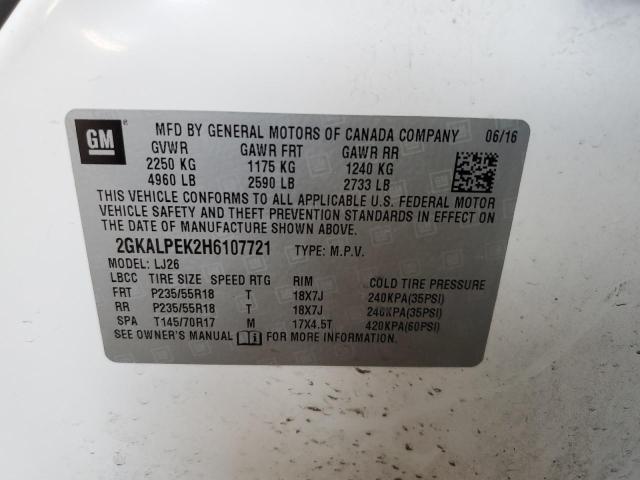 GM MFD BY GENERAL MOTORS OF CANADA COMPANY 06/16
GVWR GAWR FRT GAWR RR
2250 KG 1175 KG 1240 KG
4960 LB 2590 LB 2733 LB
THIS VEHICLE CONFORMS TO ALL APPLICABLE U.S. FEDERAL MOTOR
VEHICLE SAFETY AND THEFT PREVENTION STANDARDS IN EFFECT ON
THE DATE OF MANUFACTURE SHOWN ABOVE.
2GKALPEK2H6107721 TYPE: M.P.V.
MODEL: LJ26
LBCC TIRE SIZE SPEED RTG RIM COLD TIRE PRESSURE
FRT P235/55R18 T 18X7J 240KPA(35PSI)
RR P235/55R18 T 18X7J 240KPA(35PSI)
SPA T145/70R17 M 17X4.5T 420KPA(60PSI)
SEE OWNER'S MANUAL FOR MORE INFORMATION.